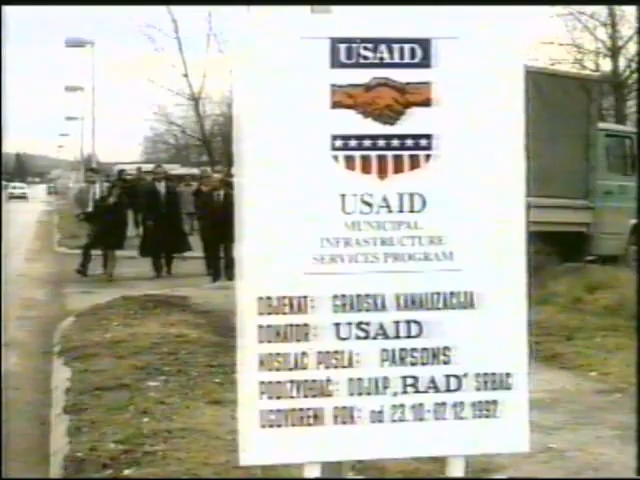 USAID
USAID
MUNICIPAL
INFRASTRUCTURE
SERVICES PROGRAM
OBJEKAT: GRADSKA KANALIZACIJA
DONATOR: USAID
NOSILAC POSLA: PARSONS
PODIZVOĐAČ: ODJKP „RAD" SRBAC
UGOVORENI ROK: od 23.10-02.12.1997